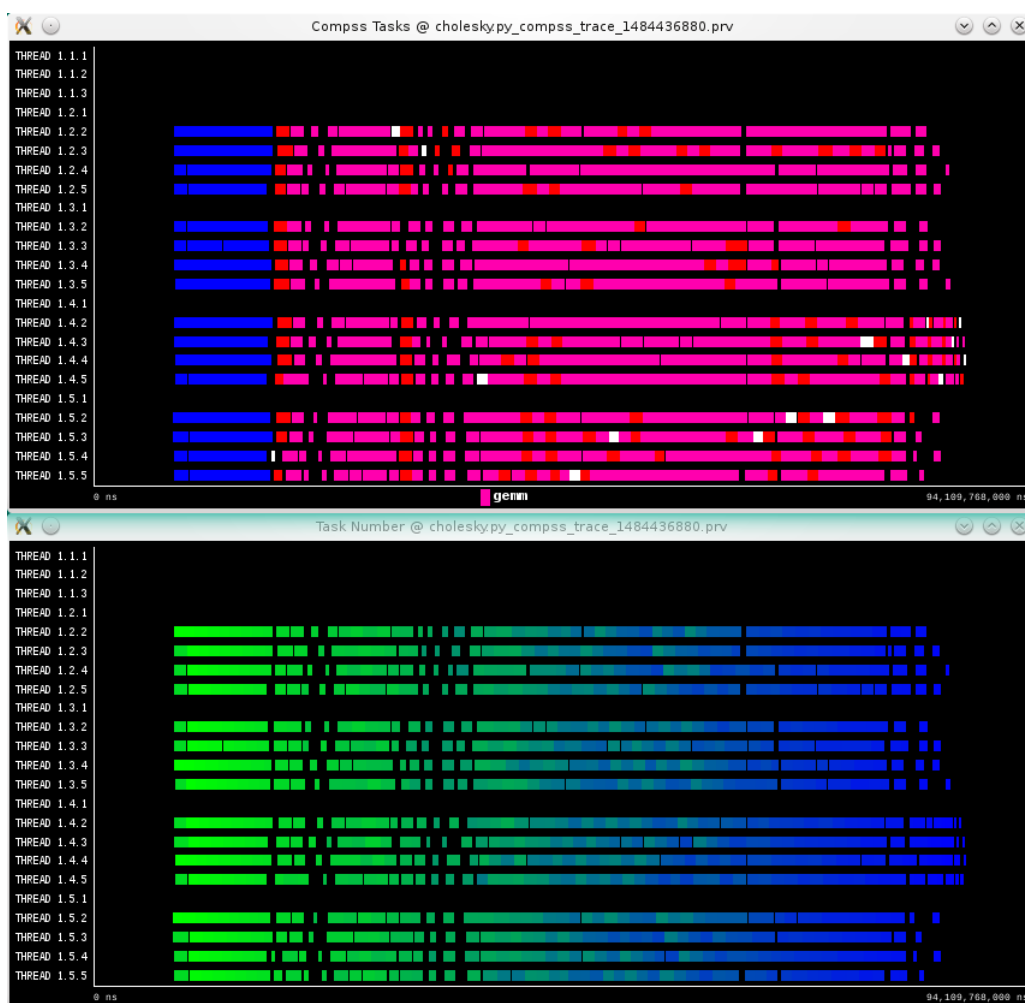 Compss Tasks @ cholesky.py_compss_trace_1484436880.prv
THREAD 1.1.1
THREAD 1.1.2
THREAD 1.1.3
THREAD 1.2.1
THREAD 1.2.2
THREAD 1.2.3
THREAD 1.2.4
THREAD 1.2.5
THREAD 1.3.1
THREAD 1.3.2
THREAD 1.3.3
THREAD 1.3.4
THREAD 1.3.5
THREAD 1.4.1
THREAD 1.4.2
THREAD 1.4.3
THREAD 1.4.4
THREAD 1.4.5
THREAD 1.5.1
THREAD 1.5.2
THREAD 1.5.3
THREAD 1.5.4
THREAD 1.5.5
0 ns gemm 94,109,768,000 ns
Task Number @ cholesky.py_compss_trace_1484436880.prv
THREAD 1.1.1
THREAD 1.1.2
THREAD 1.1.3
THREAD 1.2.1
THREAD 1.2.2
THREAD 1.2.3
THREAD 1.2.4
THREAD 1.2.5
THREAD 1.3.1
THREAD 1.3.2
THREAD 1.3.3
THREAD 1.3.4
THREAD 1.3.5
THREAD 1.4.1
THREAD 1.4.2
THREAD 1.4.3
THREAD 1.4.4
THREAD 1.4.5
THREAD 1.5.1
THREAD 1.5.2
THREAD 1.5.3
THREAD 1.5.4
THREAD 1.5.5
0 ns 94,109,768,000 ns